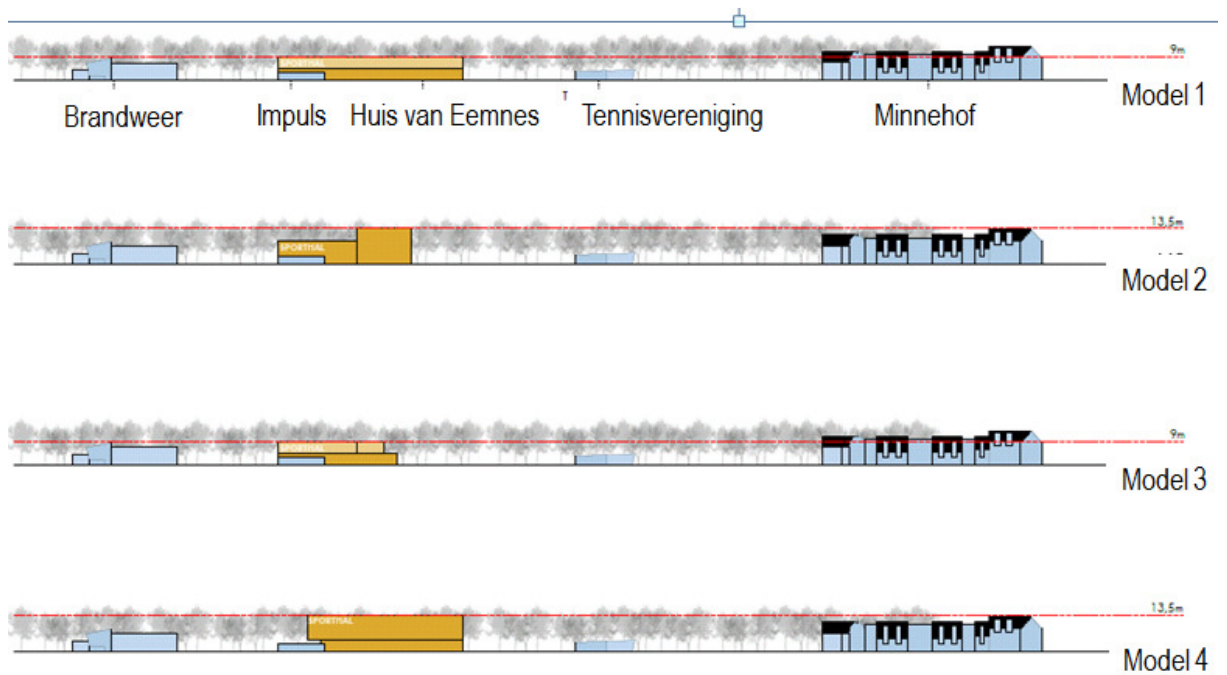 SPORTHAL
9m
Model 1
Brandweer Impuls Huis van Eemnes T Tennisvereniging Minnehof
13,5m
SPORTHAL
Model 2
9m
SPORTHAL
Model 3
13,5m
SPORTHAL
Model 4